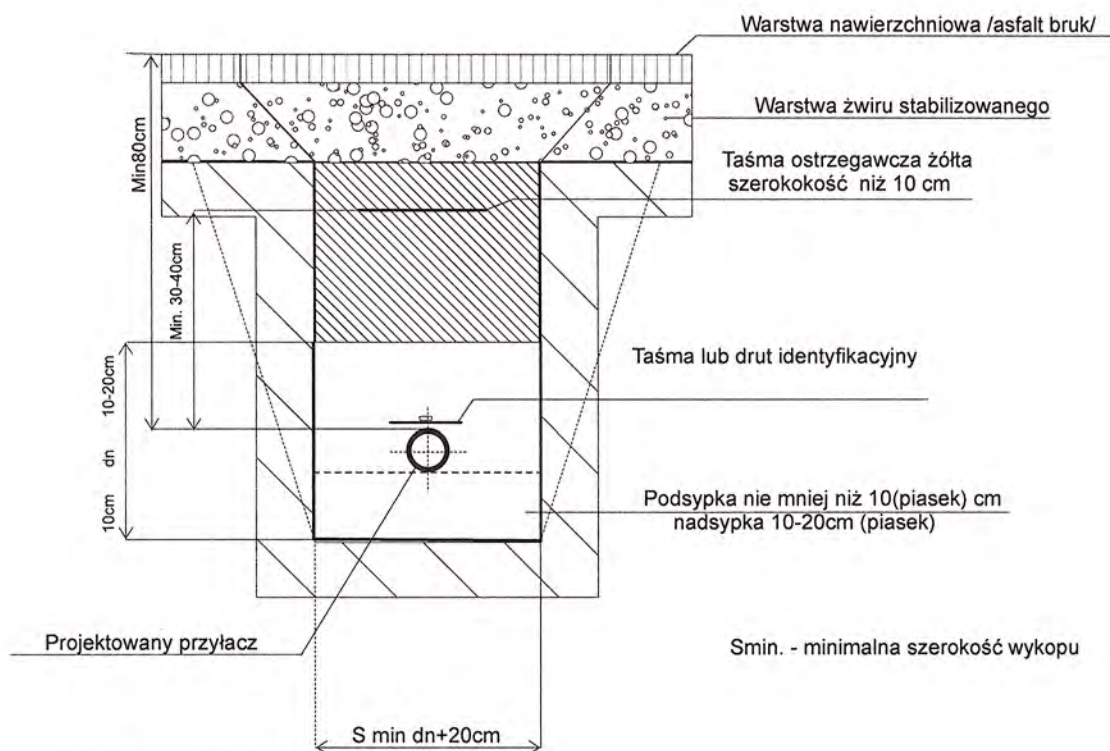 Warstwa nawierzchniowa /asfalt bruk/
Warstwa żwiru stabilizowanego
Taśma ostrzegawcza żółta
szerokokość niż 10 cm
Min80cm
Min. 30-40cm
10-20cm
dn
10cm
Taśma lub drut identyfikacyjny
Podsypka nie mniej niż 10(piasek) cm
nadsypka 10-20cm (piasek)
Projektowany przyłacz
Smin. - minimalna szerokość wykopu
S min dn+20cm